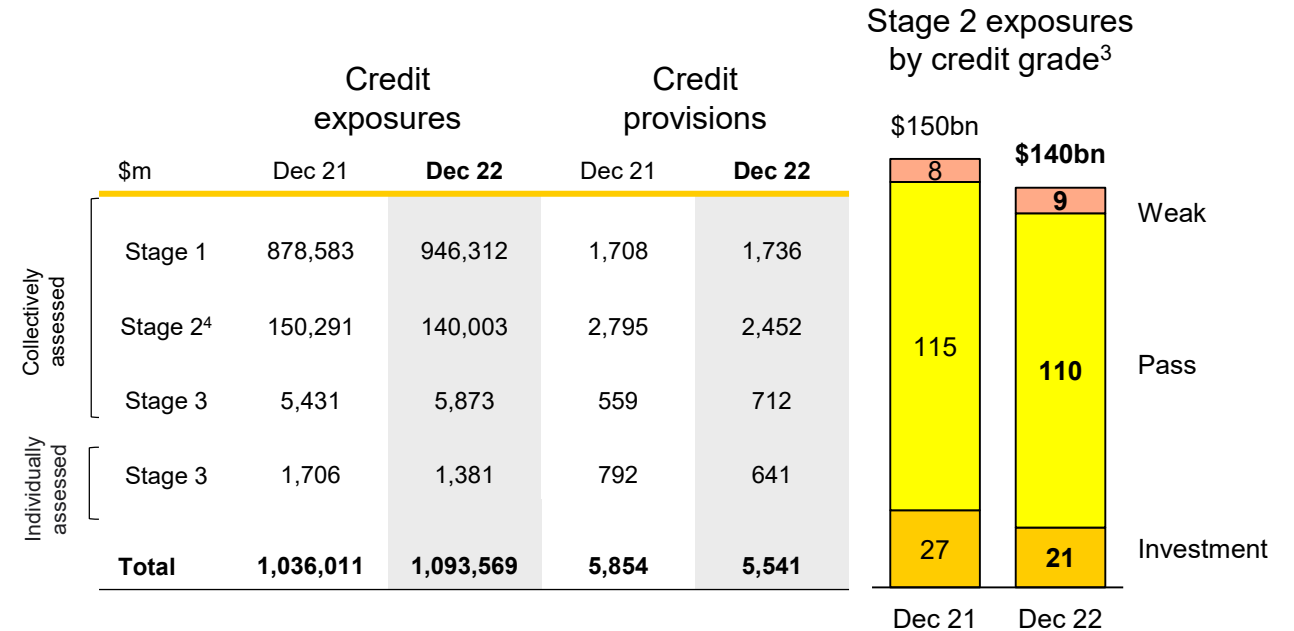 Credit
exposures
Credit
provisions
$m Dec 21 Dec 22 Dec 21 Dec 22
Collectively
assessed
Stage 1 878,583 946,312 1,708 1,736
Stage 2⁴ 150,291 140,003 2,795 2,452
Stage 3 5,431 5,873 559 712
Individually
assessed
Stage 3 1,706 1,381 792 641
Total 1,036,011 1,093,569 5,854 5,541
Stage 2 exposures
by credit grade³
$150bn
$140bn
8
9
Weak
115
110
Pass
27
21
Investment
Dec 21 Dec 22